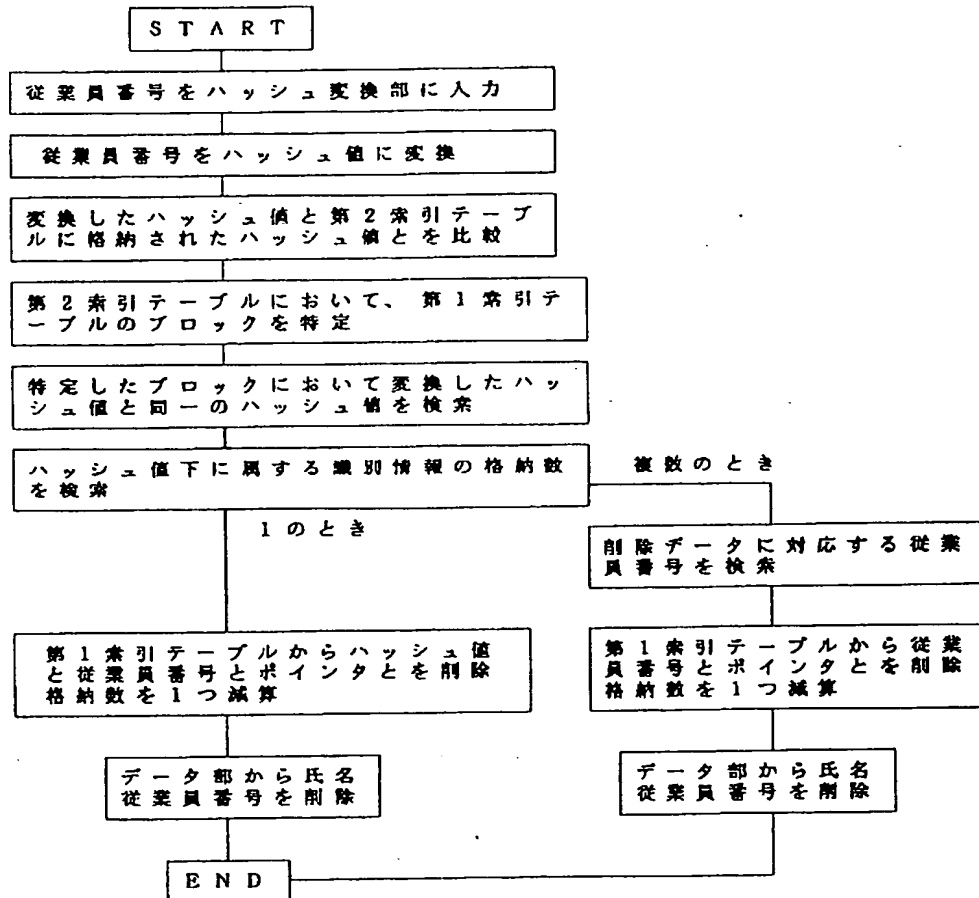 START
従業員番号をハッシュ変換部に入力
従業員番号をハッシュ値に変換
変換したハッシュ値と第2索引テーブ
ルに格納されたハッシュ値とを比較
第2索引テーブルにおいて、第1索引テ
ーブルのブロックを特定
特定したブロックにおいて変換したハッ
シュ値と同一のハッシュ値を検索
ハッシュ値下に属する識別情報の格納数
を検索
複数のとき
1のとき
削除データに対応する従業
員番号を検索
第1索引テーブルからハッシュ値
と従業員番号とポインタとを削除
格納数を1つ減算
第1索引テーブルから従業
員番号とポインタとを削除
格納数を1つ減算
データ部から氏名
従業員番号を削除
データ部から氏名
従業員番号を削除
END